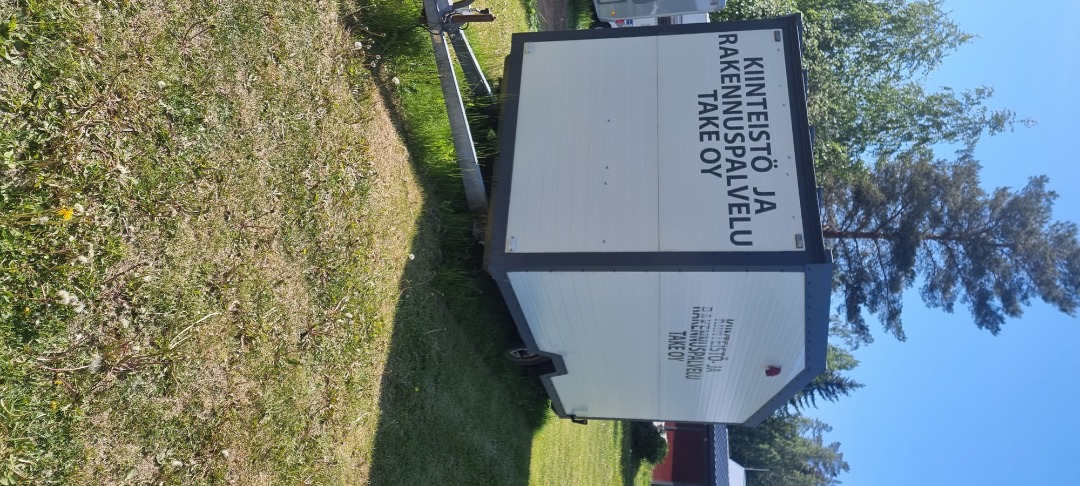 KIINTEISTÖ JA
RAKENNUSPALVELU
TAKE OY
KIINTEISTÖ-JA
RAKENNUSPALVELU
TAKE OY